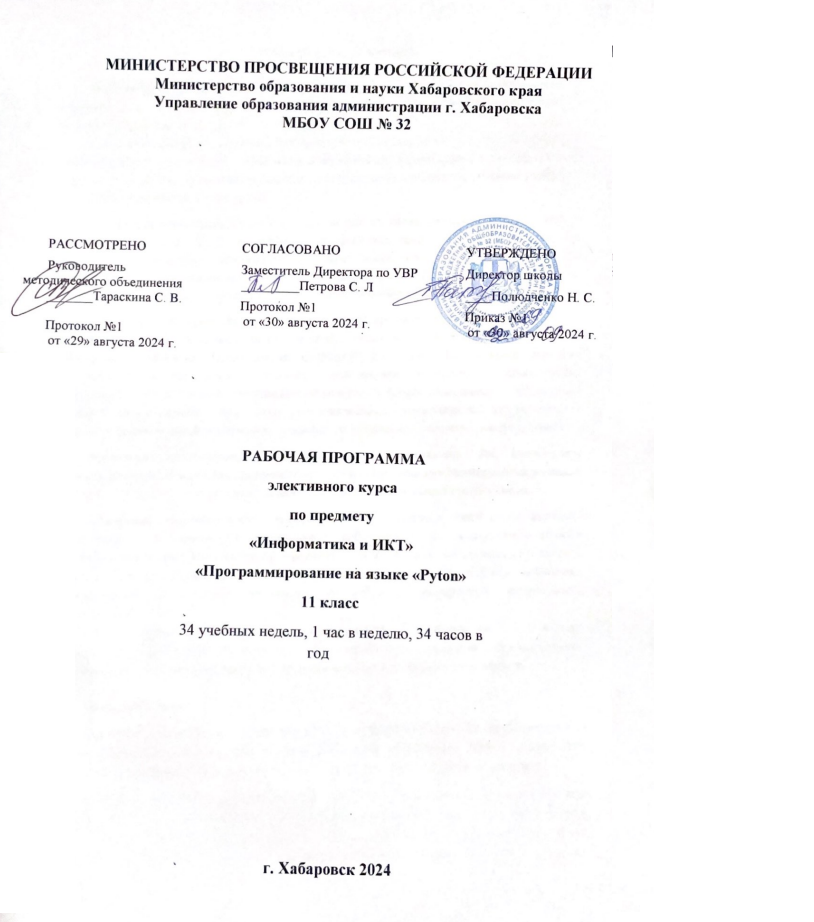 МИНИСТЕРСТВО ПРОСВЕЩЕНИЯ РОССИЙСКОЙ ФЕДЕРАЦИИ
Министерство образования и науки Хабаровского края
Управление образования администрации г. Хабаровска
МБОУ СОШ № 32
РАССМОТРЕНО
Руководитель
методического объединения
Тараскина С. В.
Протокол №1
от «29» августа 2024 г.
СОГЛАСОВАНО
Заместитель Директора по УВР
Петрова С. Л
Протокол №1
от «30» августа 2024 г.
УТВЕРЖДЕНО
Директор школы
Полюдченко Н. С.
Приказ №1
от «30» августа 2024 г.
РАБОЧАЯ ПРОГРАММА
элективного курса
по предмету
«Информатика и ИКТ»
«Программирование на языке «Pyton»
11 класс
34 учебных недель, 1 час в неделю, 34 часов в
год
г. Хабаровск 2024